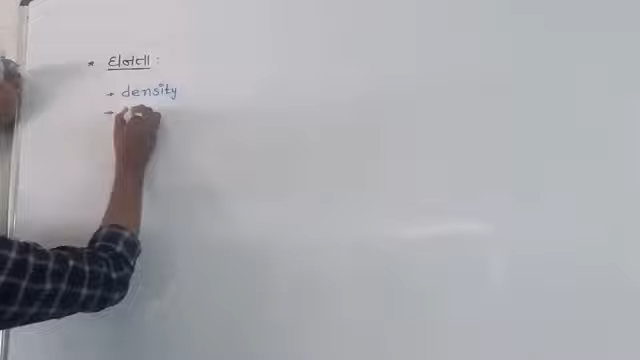 * ઘનતા :
→ density
→